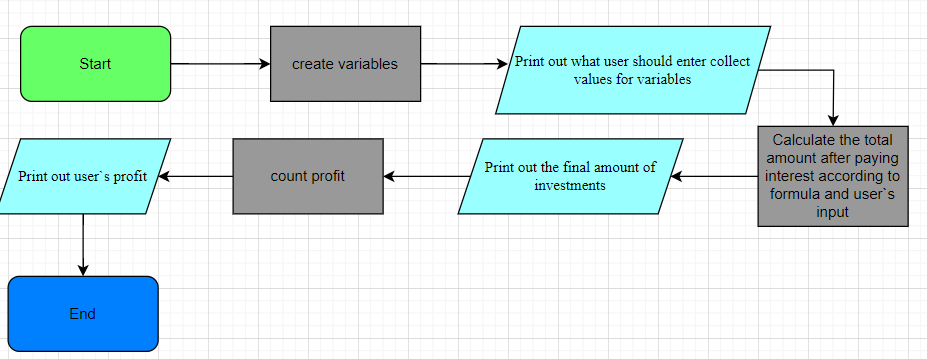 Start
create variables
Print out what user should enter collect
values for variables
Calculate the total
amount after paying
interest according to
formula and user`s
input
Print out the final amount of
investments
count profit
Print out user`s profit
End